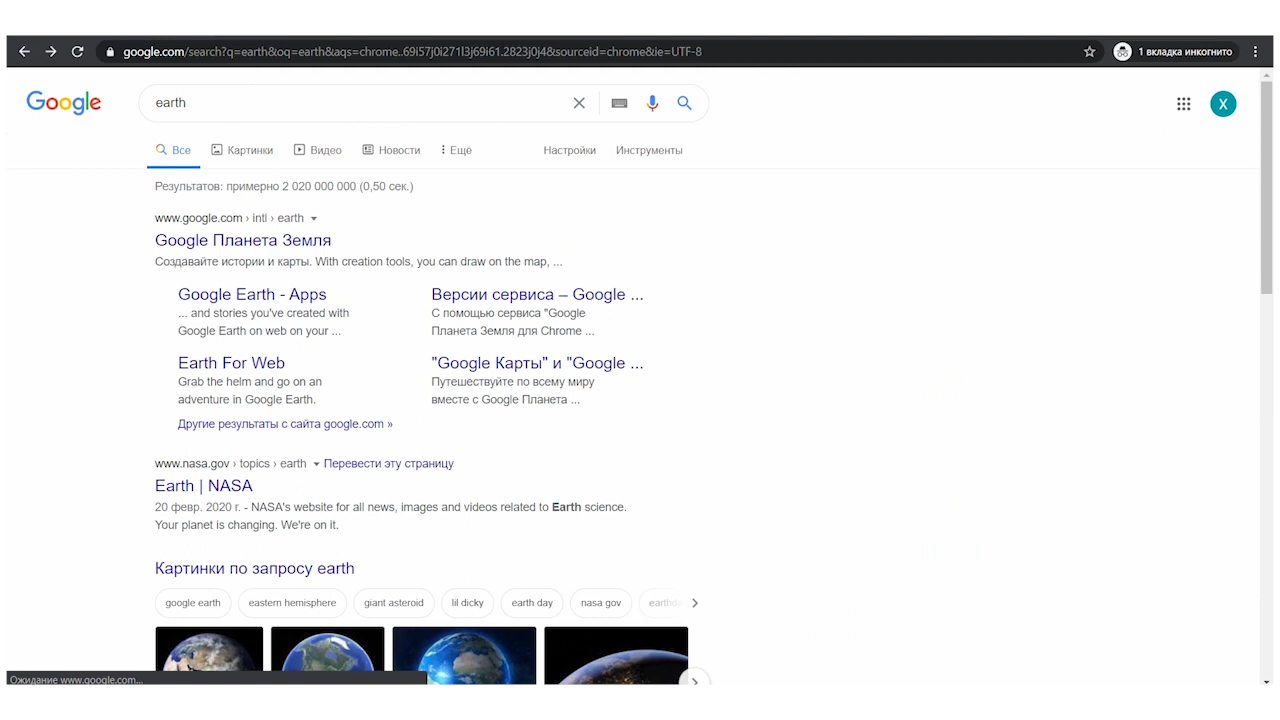 google.com/search?q=earth&oq=earth&aqs=chrome..69i57j0i271l3j69i61.2823j0j4&sourceid=chrome&ie=UTF-8
1 вкладка инкогнито
Google
earth
X
Все
Картинки
Видео
Новости
Ещё
Настройки
Инструменты
Результатов: примерно 2 020 000 000 (0,50 сек.)
www.google.com › intl › earth
Google Планета Земля
Создавайте истории и карты. With creation tools, you can draw on the map, ...
Google Earth - Apps
... and stories you've created with
Google Earth on web on your ...
Версии сервиса – Google ...
С помощью сервиса "Google
Планета Земля для Chrome ...
Earth For Web
Grab the helm and go on an
adventure in Google Earth.
"Google Карты" и "Google ...
Путешествуйте по всему миру
вместе с Google Планета ...
Другие результаты с сайта google.com »
www.nasa.gov › topics › earth
Перевести эту страницу
Earth | NASA
20 февр. 2020 г. - NASA's website for all news, images and videos related to Earth science.
Your planet is changing. We're on it.
Картинки по запросу earth
google earth
eastern hemisphere
giant asteroid
lil dicky
earth day
nasa gov
Ожидание www.google.com...